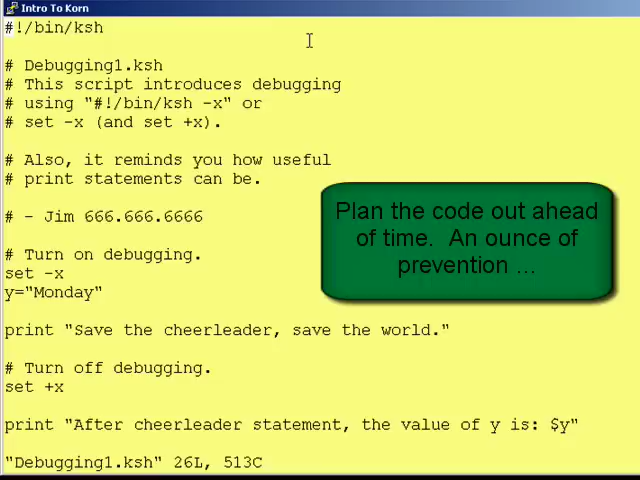 Intro To Korn
#!/bin/ksh
# Debugging1.ksh
# This script introduces debugging
# using "#!/bin/ksh -x" or
# set -x (and set +x).
# Also, it reminds you how useful
# print statements can be.
# - Jim 666.666.6666
Plan the code out ahead
of time.  An ounce of
prevention ...
# Turn on debugging.
set -x
y="Monday"
print "Save the cheerleader, save the world."
# Turn off debugging.
set +x
print "After cheerleader statement, the value of y is: $y"
"Debugging1.ksh" 26L, 513C